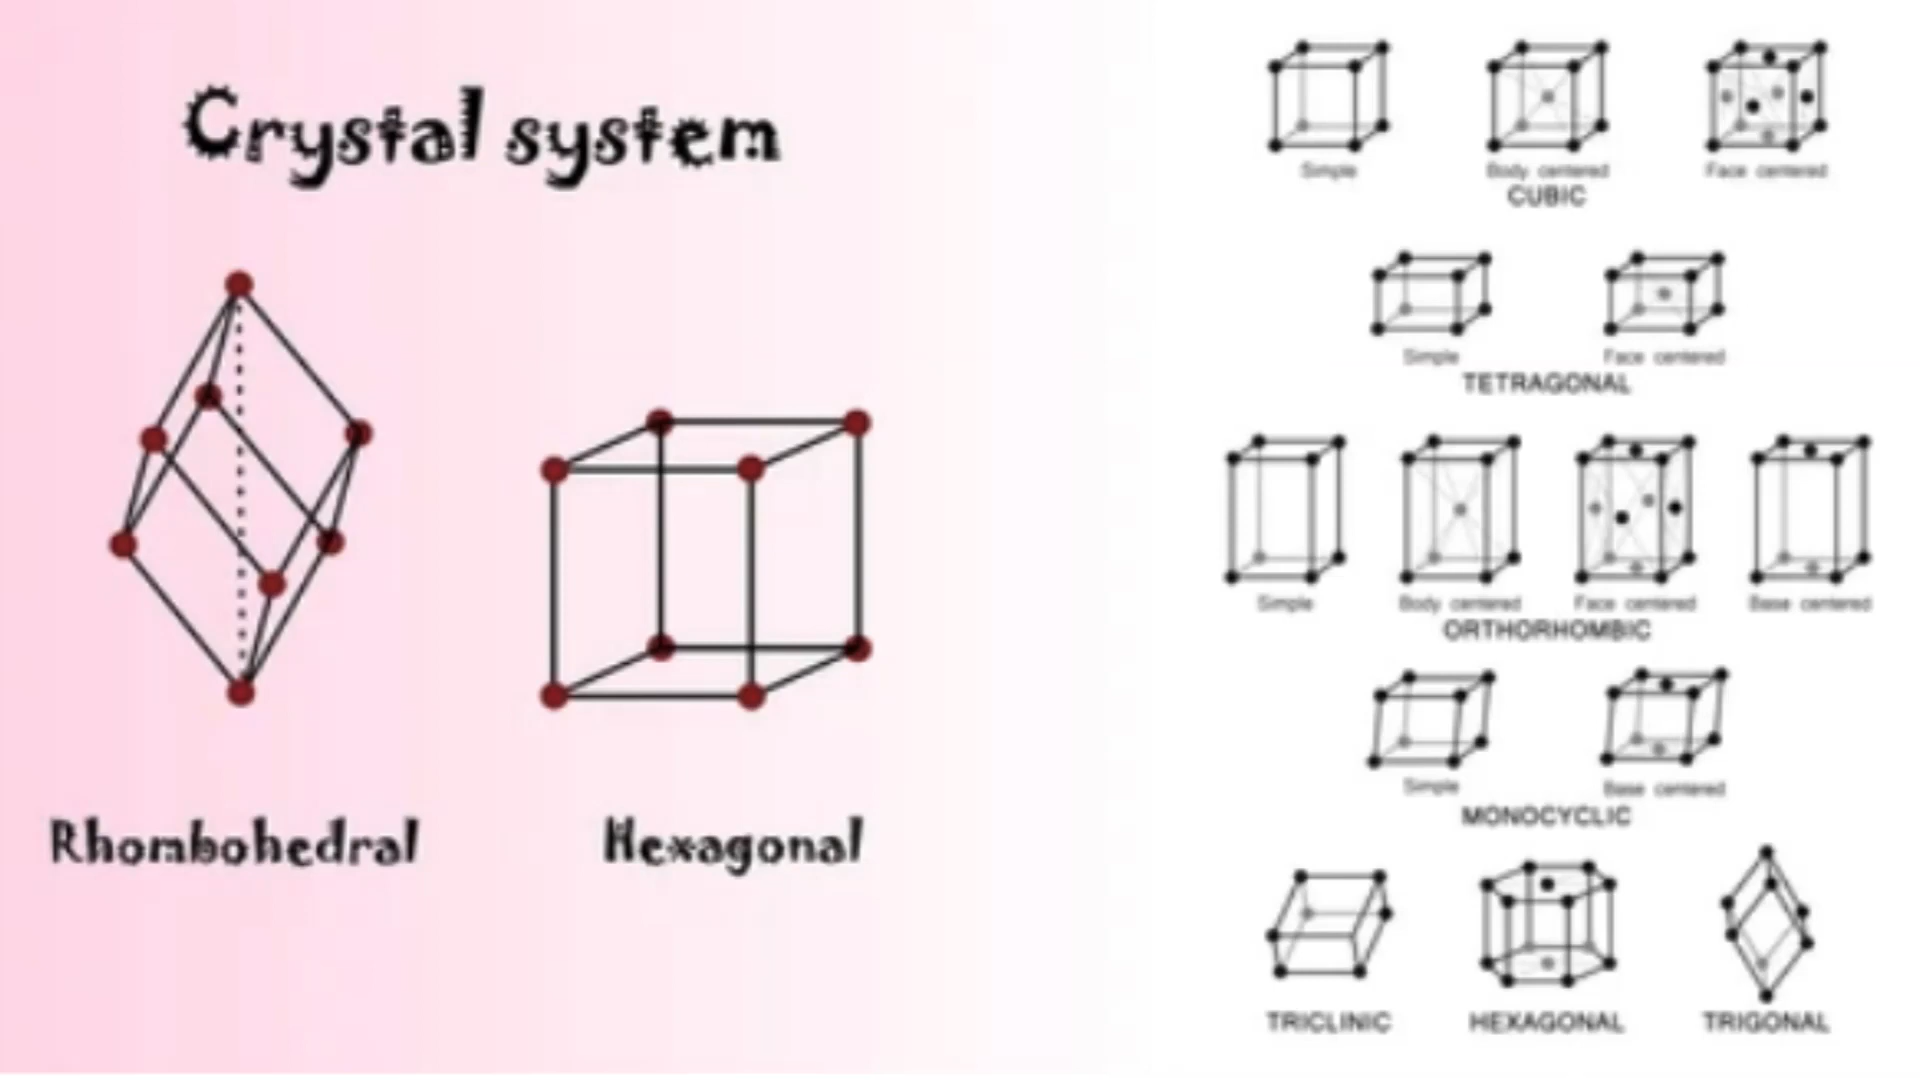 Crystal system
Rhombohedral
Hexagonal
Simple
Body centered
Face centered
CUBIC
Simple
Face centered
TETRAGONAL
Simple
Body centered
Face centered
Base centered
ORTHORHOMBIC
Simple
Base centered
MONOCYCLIC
TRICLINIC
HEXAGONAL
TRIGONAL